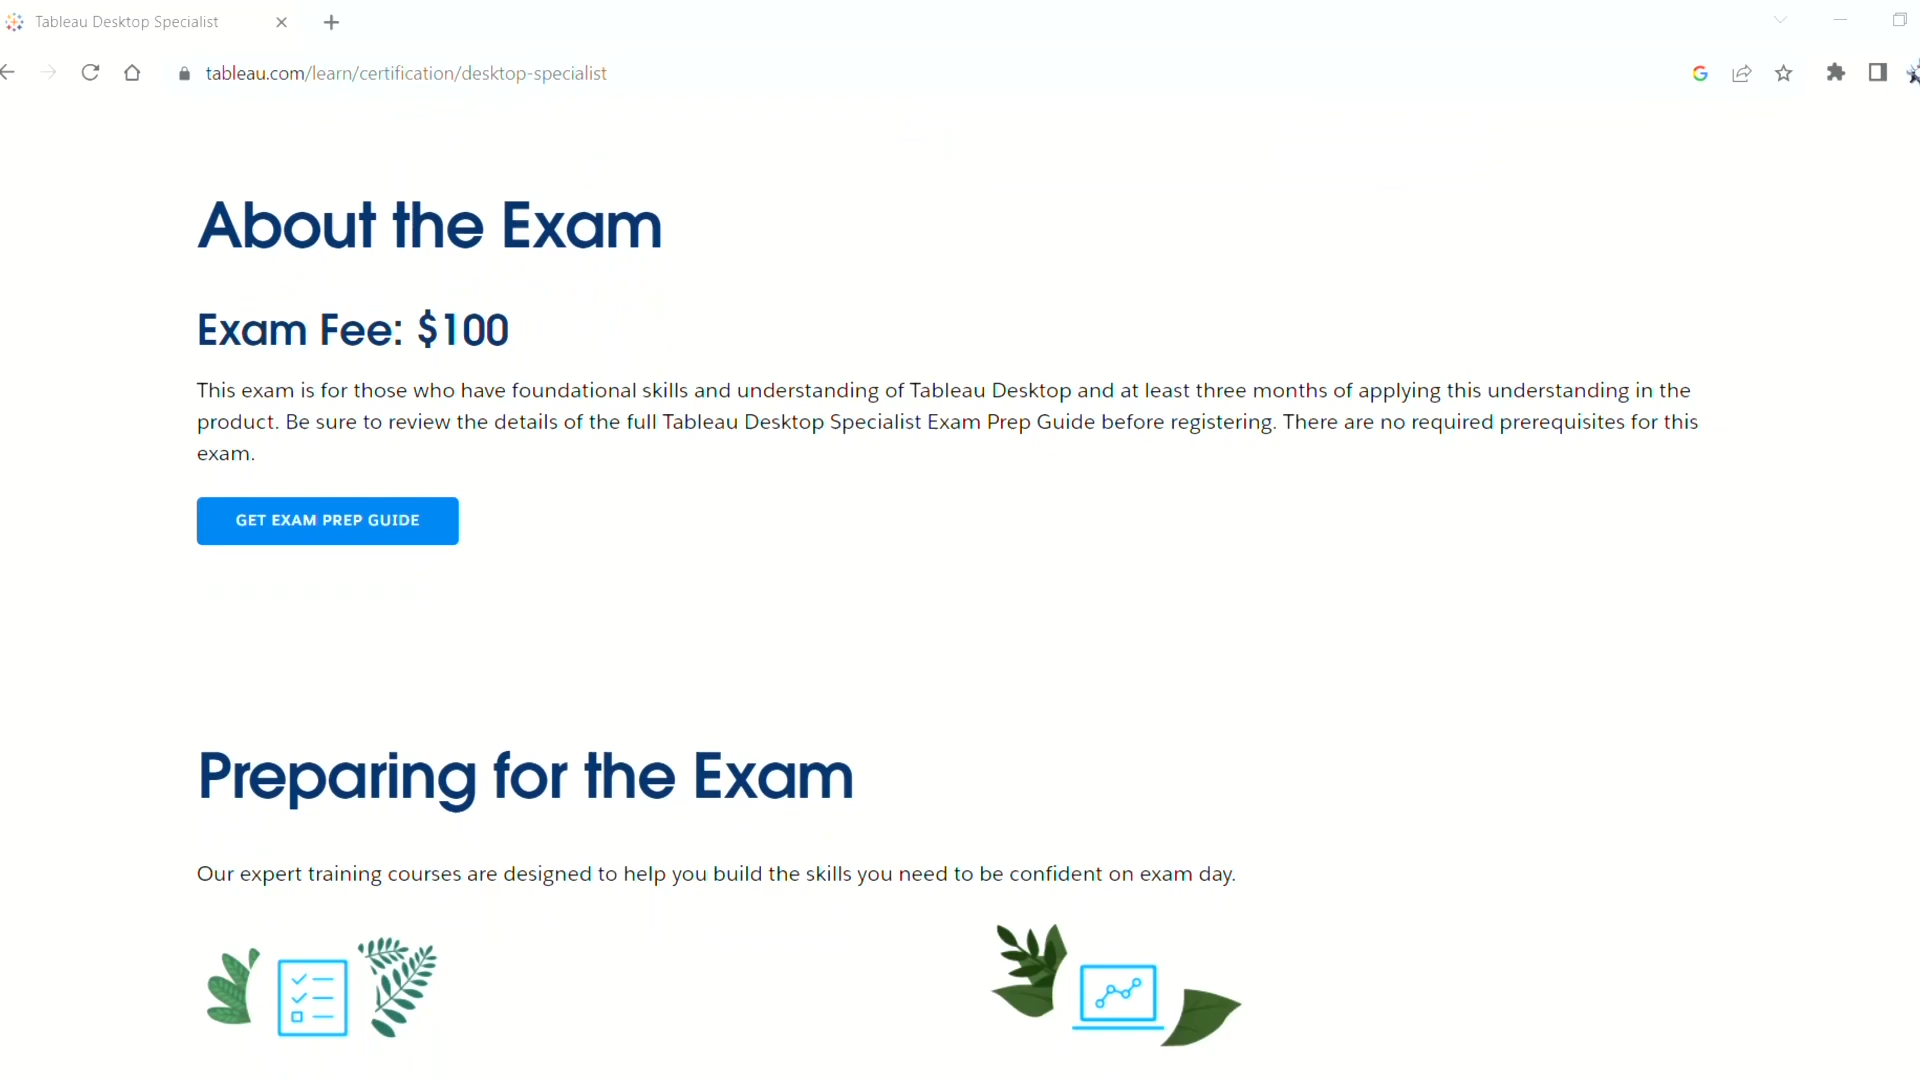 Tableau Desktop Specialist
tableau.com/learn/certification/desktop-specialist
About the Exam
Exam Fee: $100
This exam is for those who have foundational skills and understanding of Tableau Desktop and at least three months of applying this understanding in the
product. Be sure to review the details of the full Tableau Desktop Specialist Exam Prep Guide before registering. There are no required prerequisites for this
exam.
GET EXAM PREP GUIDE
Preparing for the Exam
Our expert training courses are designed to help you build the skills you need to be confident on exam day.